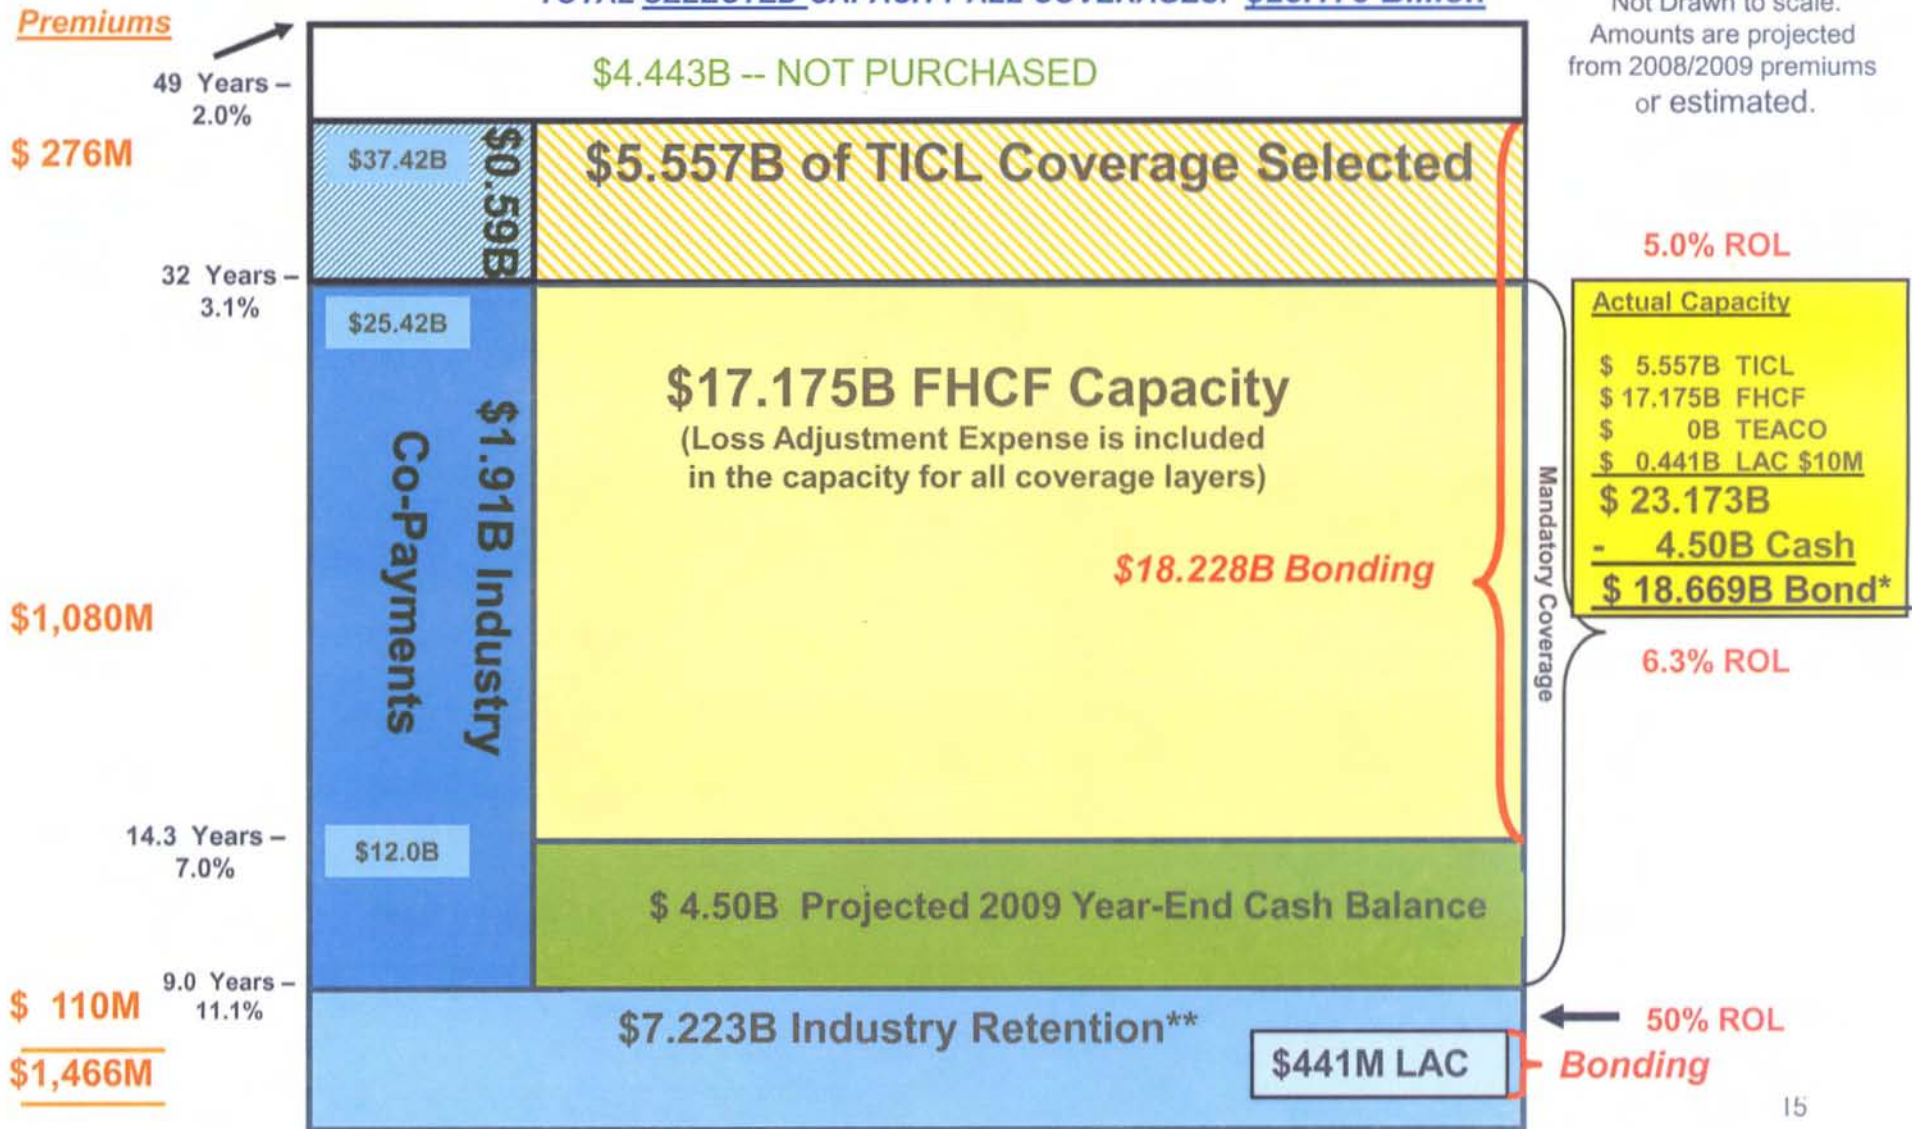 TOTAL SELECTED CAPACITY ALL COVERAGES:
Not Drawn to scale.
Amounts are projected
from 2008/2009 premiums
or estimated.
Premiums
49 Years –
2.0%
$4.443B -- NOT PURCHASED
$ 276M
$37.42B
$0.59B
$5.557B of TICL Coverage Selected
5.0% ROL
32 Years –
3.1%
$25.42B
$17.175B FHCF Capacity
(Loss Adjustment Expense is included
in the capacity for all coverage layers)
Actual Capacity
$ 5.557B TICL
$ 17.175B FHCF
$ 0B TEACO
$ 0.441B LAC $10M
$ 23.173B
- 4.50B Cash
$ 18.669B Bond*
Co-Payments
$1.91B Industry
$18.228B Bonding
Mandatory Coverage
$1,080M
6.3% ROL
14.3 Years –
7.0%
$12.0B
$ 4.50B Projected 2009 Year-End Cash Balance
9.0 Years –
11.1%
$ 110M
$7.223B Industry Retention**
50% ROL
$1,466M
$441M LAC
Bonding
15